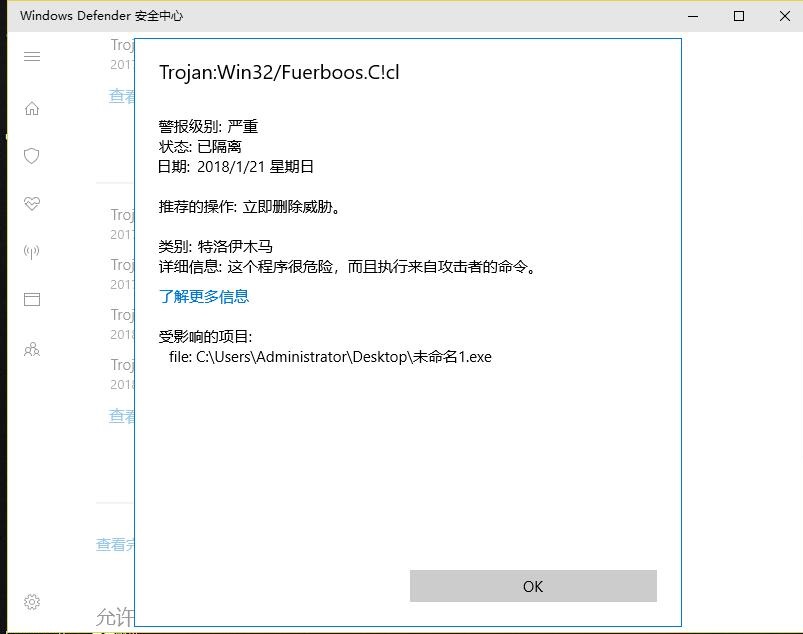 Windows Defender 安全中心
Troj
2017
查看
Troj
2017
Troj
2017
Troj
2018
Troj
2018
查看
查看完
允许
Trojan:Win32/Fuerboos.C!cl
警报级别: 严重
状态: 已隔离
日期: 2018/1/21 星期日
推荐的操作: 立即删除威胁。
类别: 特洛伊木马
详细信息: 这个程序很危险，而且执行来自攻击者的命令。
了解更多信息
受影响的项目:
file: C:\Users\Administrator\Desktop\未命名1.exe
OK